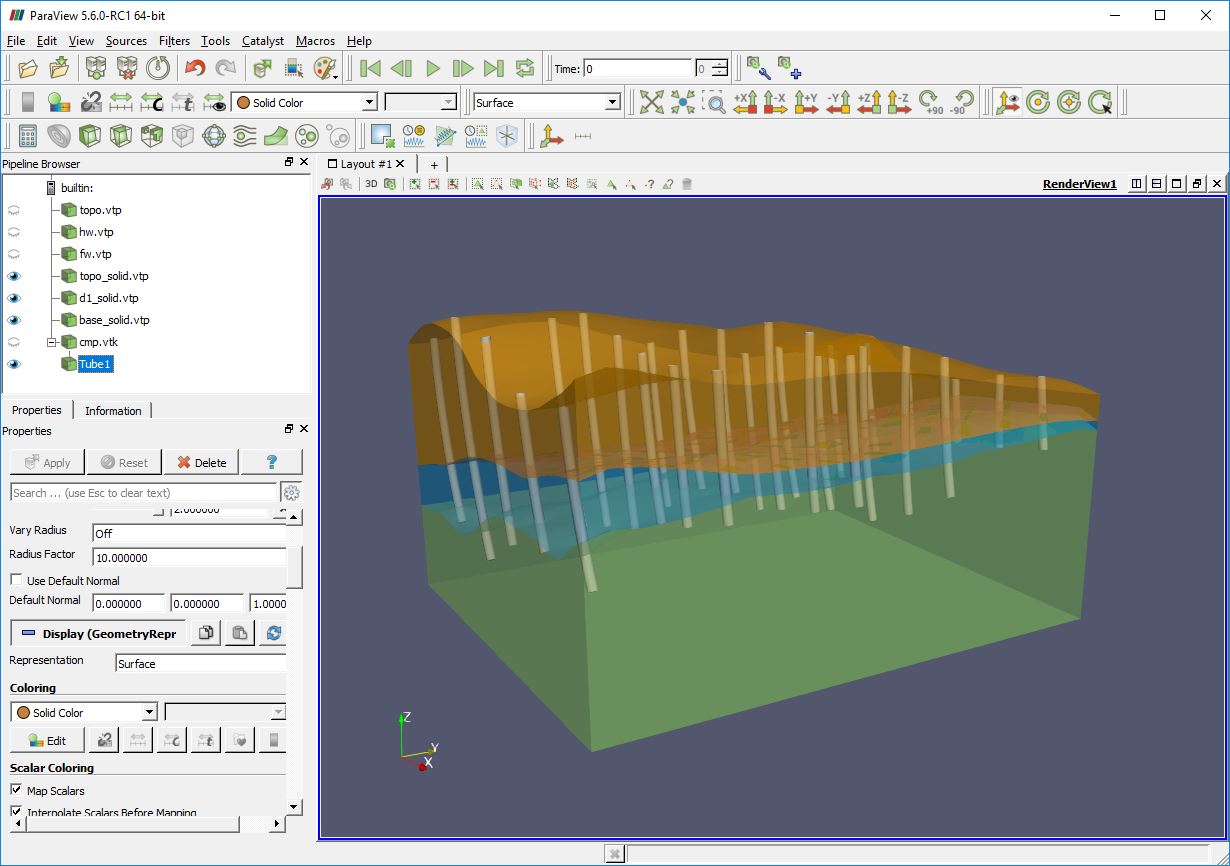 ParaView 5.6.0-RC1 64-bit
File Edit View Sources Filters Tools Catalyst Macros Help
Time: 0 0
Solid Color Surface +X -X +Y -Y +Z -Z +90 -90
Pipeline Browser
Layout #1
3D
RenderView1
builtin:
topo.vtp
hw.vtp
fw.vtp
topo_solid.vtp
d1_solid.vtp
base_solid.vtp
cmp.vtk
Tube1
Properties Information
Properties
Apply Reset Delete ?
Search ... (use Esc to clear text)
2.000000
Vary Radius Off
Radius Factor 10.000000
Use Default Normal
Default Normal 0.000000 0.000000 1.0000
Display (GeometryRepr
Representation Surface
Coloring
Solid Color
Edit
Scalar Coloring
Map Scalars
Interpolate Scalars Before Mapping
Z
Y
X